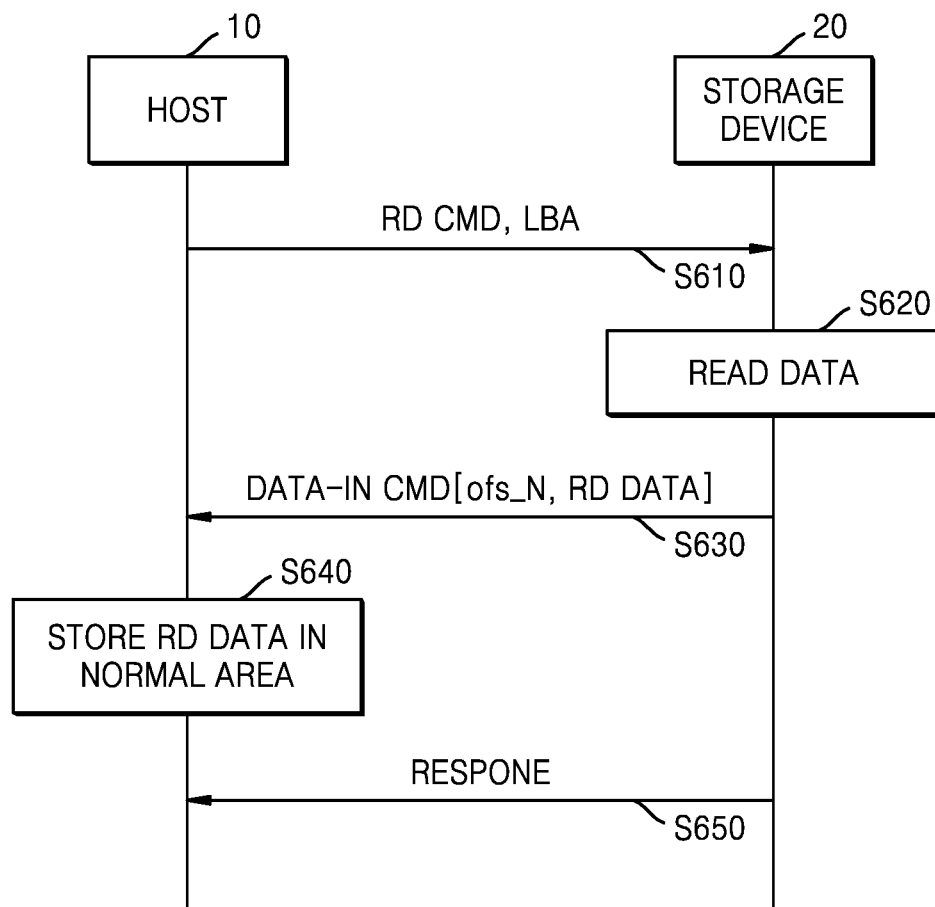 10
20
HOST
STORAGE
DEVICE
RD CMD, LBA
S610
S620
READ DATA
DATA-IN CMD[ofs_N, RD DATA]
S630
S640
STORE RD DATA IN
NORMAL AREA
RESPONE
S650